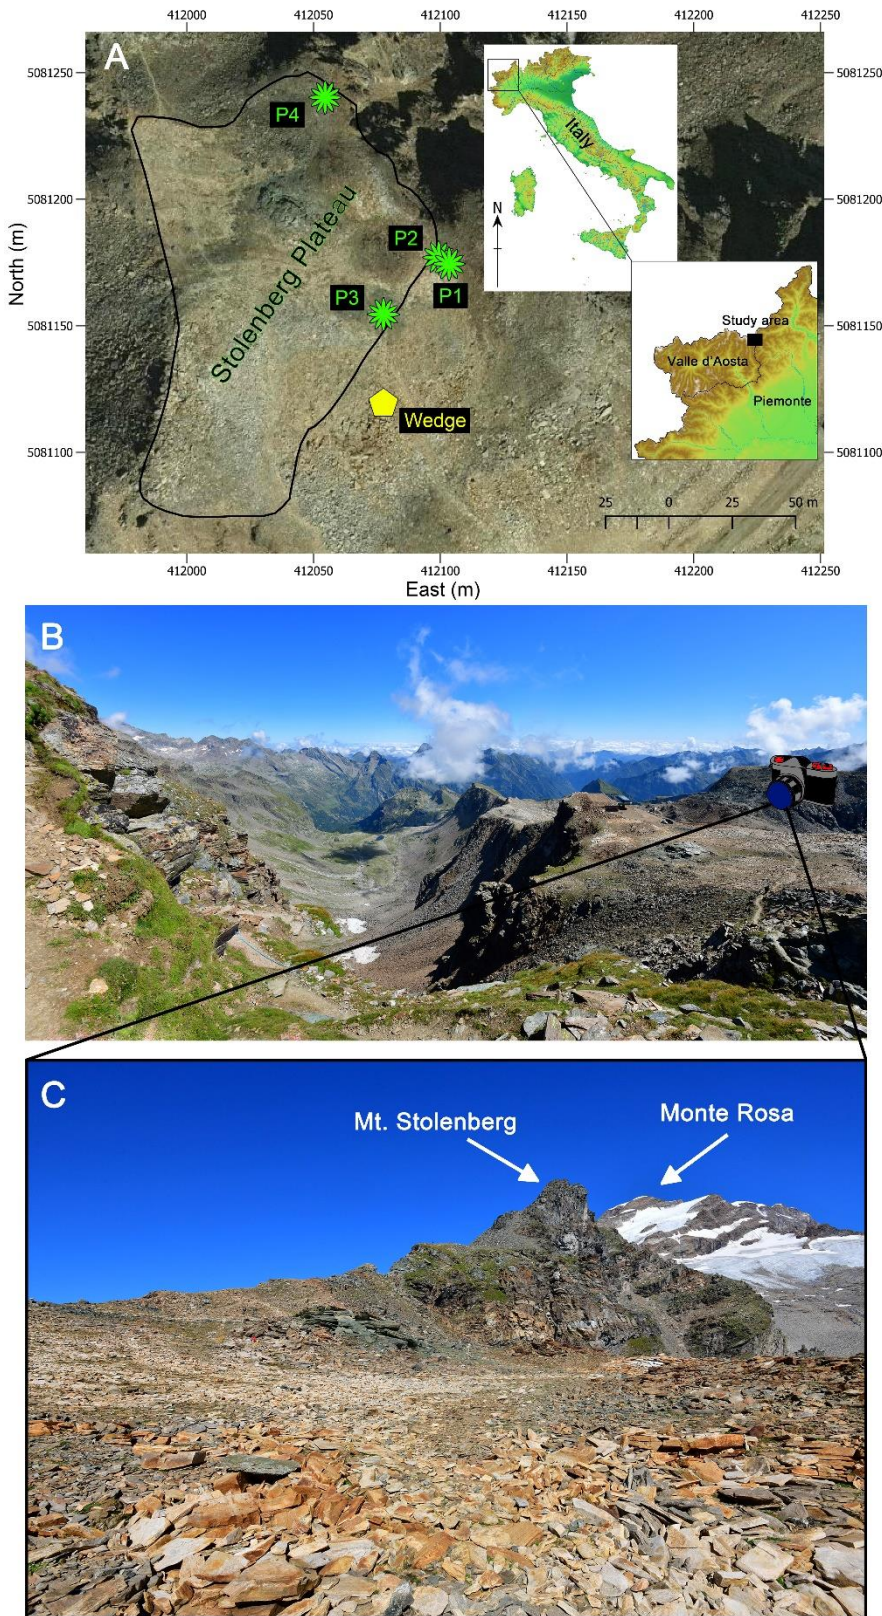 412000 412050 412100 412150 412200 412250
A
5081250 5081250
P4
Italy
5081200 5081200
N
P2
Stolenberg Plateau
P1
North (m)
P3
5081150 5081150
Study area
Valle d'Aosta
Piemonte
Wedge
5081100 5081100
25 0 25 50 m
412000 412050 412100 412150 412200 412250
East (m)
B
C
Mt. Stolenberg
Monte Rosa